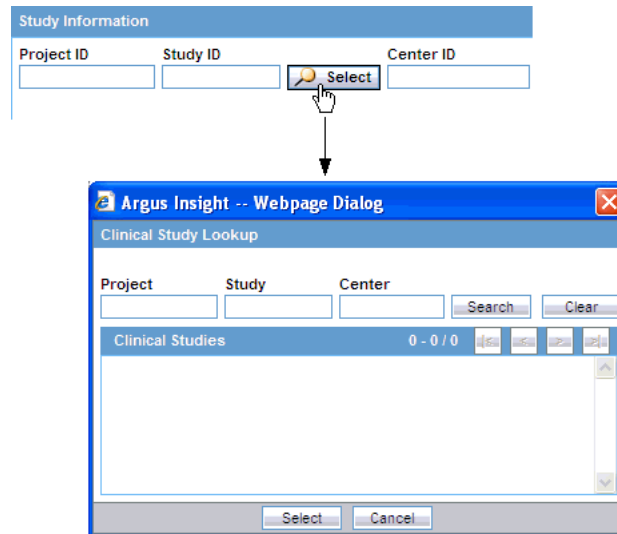 Study Information
Project ID Study ID Center ID
Select
Argus Insight -- Webpage Dialog
Clinical Study Lookup
Project Study Center
Search Clear
Clinical Studies 0 - 0 / 0 |< < > >|
Select Cancel